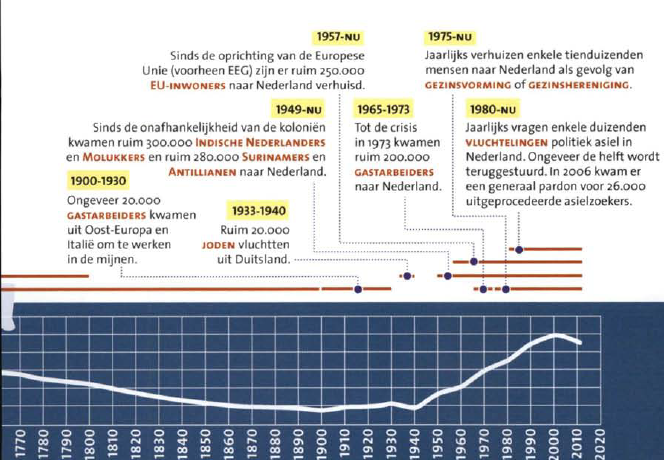 1957-NU
Sinds de oprichting van de Europese
Unie (voorheen EEG) zijn er ruim 250.000
EU-INWONERS naar Nederland verhuisd.
1975-NU
Jaarlijks verhuizen enkele tienduizenden
mensen naar Nederland als gevolg van
GEZINSVORMING of GEZINSHERENIGING.
1949-NU
Sinds de onafhankelijkheid van de koloniën
kwamen ruim 300.000 INDISCHE NEDERLANDERS
en MOLUKKERS en ruim 280.000 SURINAMERS en
ANTILLIANEN naar Nederland.
1965-1973
Tot de crisis
in 1973 kwamen
ruim 200.000
GASTARBEIDERS
naar Nederland.
1980-NU
Jaarlijks vragen enkele duizenden
VLUCHTELINGEN politiek asiel in
Nederland. Ongeveer de helft wordt
teruggestuurd. In 2006 kwam er
een generaal pardon voor 26.000
uitgeprocedeerde asielzoekers.
1900-1930
Ongeveer 20.000
GASTARBEIDERS kwamen
uit Oost-Europa en
Italië om te werken
in de mijnen.
1933-1940
Ruim 20.000
JODEN vluchtten
uit Duitsland.
1770 1780 1790 1800 1810 1820 1830 1840 1850 1860 1870 1880 1890 1900 1910 1920 1930 1940 1950 1960 1970 1980 1990 2000 2010 2020